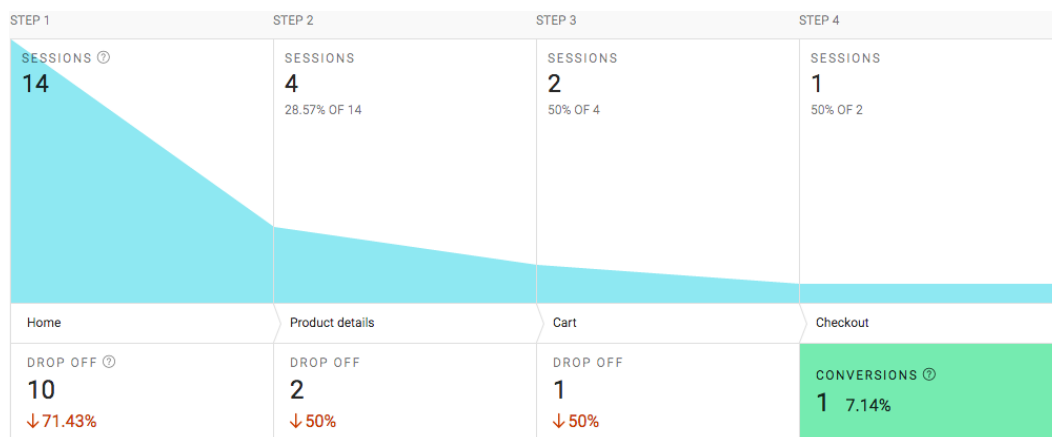 STEP 1
STEP 2
STEP 3
STEP 4
SESSIONS ?
14
SESSIONS
4
28.57% OF 14
SESSIONS
2
50% OF 4
SESSIONS
1
50% OF 2
Home
Product details
Cart
Checkout
DROP OFF ?
10
↓71.43%
DROP OFF
2
↓50%
DROP OFF
1
↓50%
CONVERSIONS ?
1 7.14%